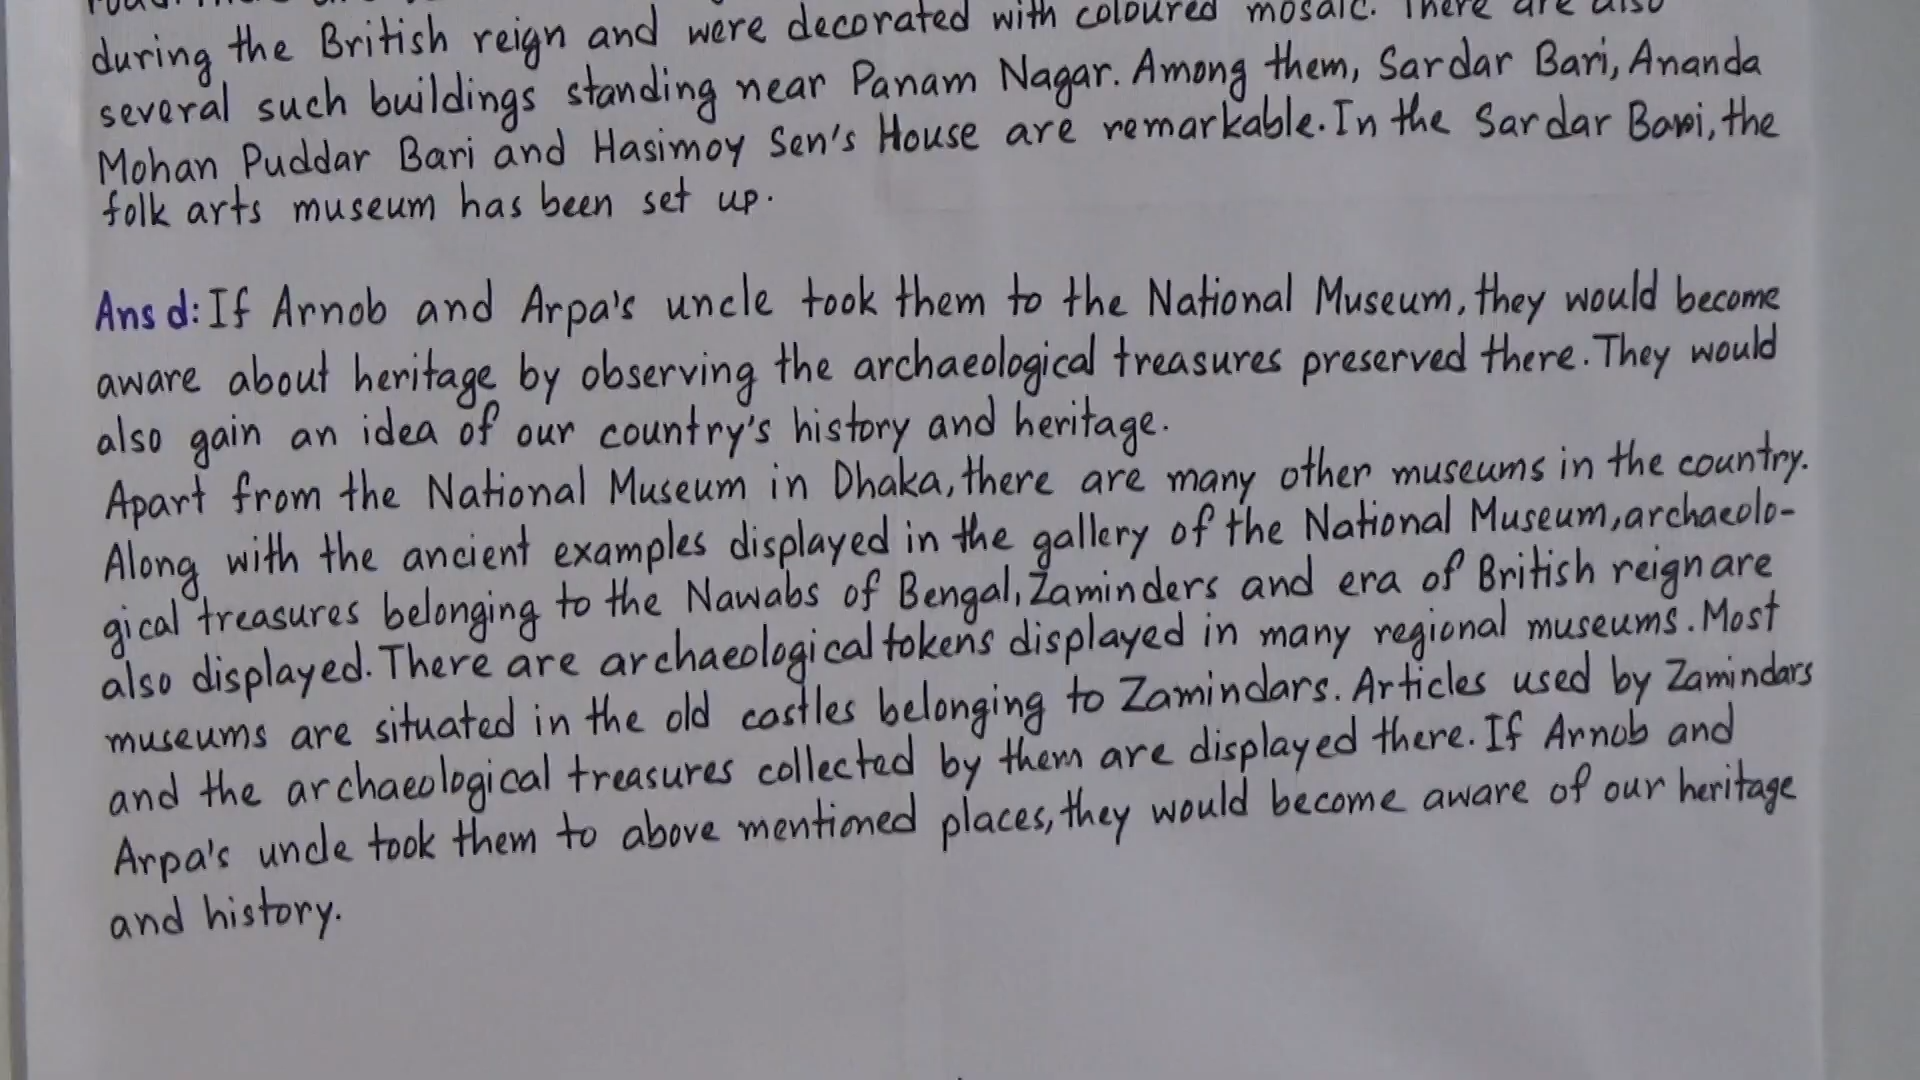 during the British reign and were decorated with coloured mosaic. There are also
several such buildings standing near Panam Nagar. Among them, Sardar Bari, Ananda
Mohan Puddar Bari and Hasimoy Sen's House are remarkable. In the Sardar Bari, the
folk arts museum has been set up.
Ans d: If Arnob and Arpa's uncle took them to the National Museum, they would become
aware about heritage by observing the archaeological treasures preserved there. They would
also gain an idea of our country's history and heritage.
Apart from the National Museum in Dhaka, there are many other museums in the country.
Along with the ancient examples displayed in the gallery of the National Museum, archaeolo-
gical treasures belonging to the Nawabs of Bengal, Zaminders and era of British reign are
also displayed. There are archaeological tokens displayed in many regional museums. Most
museums are situated in the old castles belonging to Zamindars. Articles used by Zamindars
and the archaeological treasures collected by them are displayed there. If Arnob and
Arpa's uncle took them to above mentioned places, they would become aware of our heritage
and history.